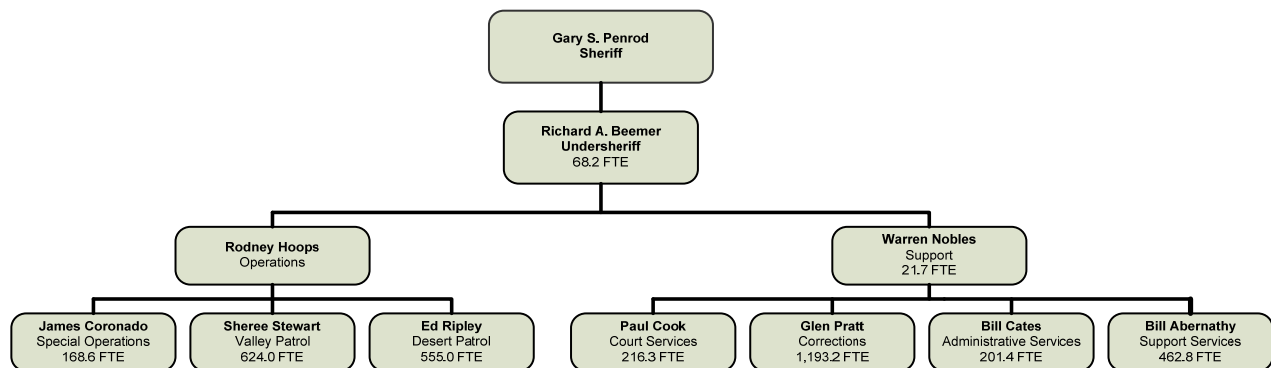 Gary S. Penrod
Sheriff
Richard A. Beemer
Undersheriff
68.2 FTE
Rodney Hoops
Operations
Warren Nobles
Support
21.7 FTE
James Coronado
Special Operations
168.6 FTE
Sheree Stewart
Valley Patrol
624.0 FTE
Ed Ripley
Desert Patrol
555.0 FTE
Paul Cook
Court Services
216.3 FTE
Glen Pratt
Corrections
1,193.2 FTE
Bill Cates
Administrative Services
201.4 FTE
Bill Abernathy
Support Services
462.8 FTE